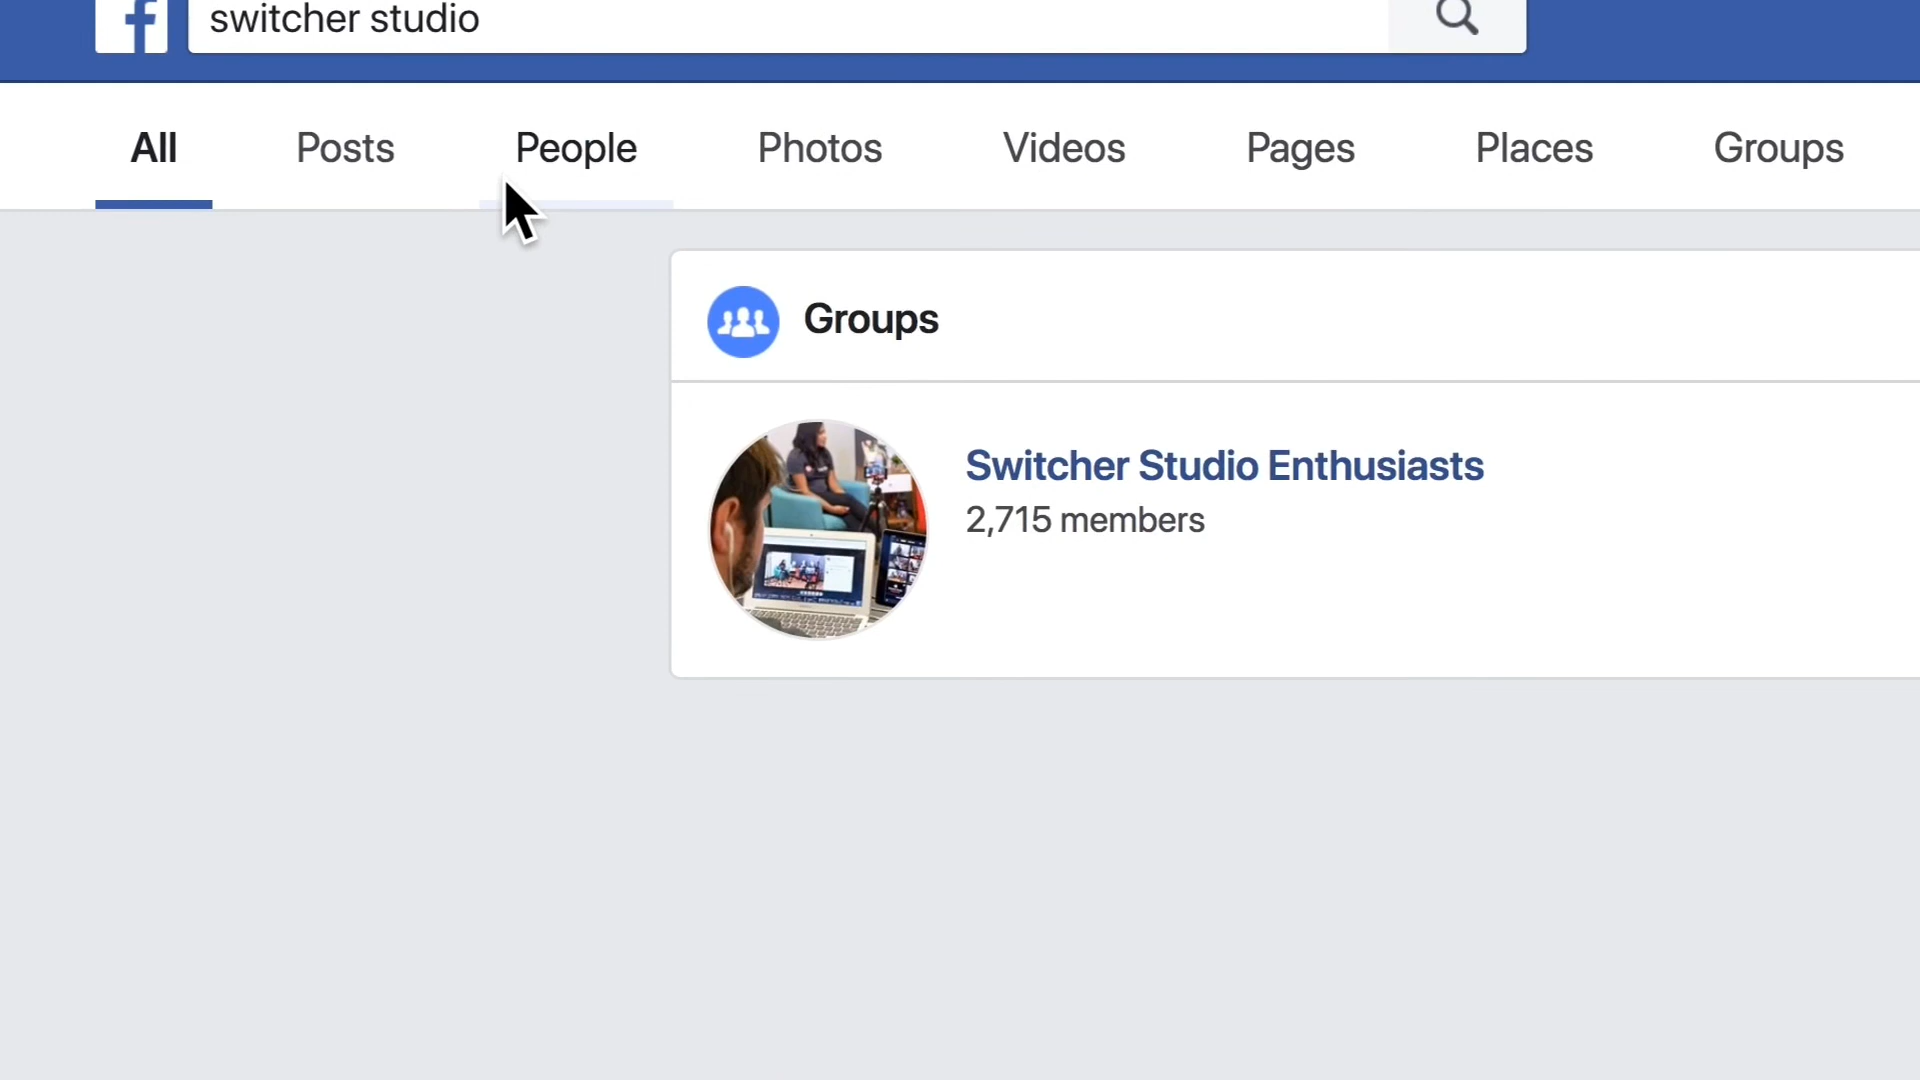 switcher studio
All Posts People Photos Videos Pages Places Groups
Groups
Switcher Studio Enthusiasts
2,715 members